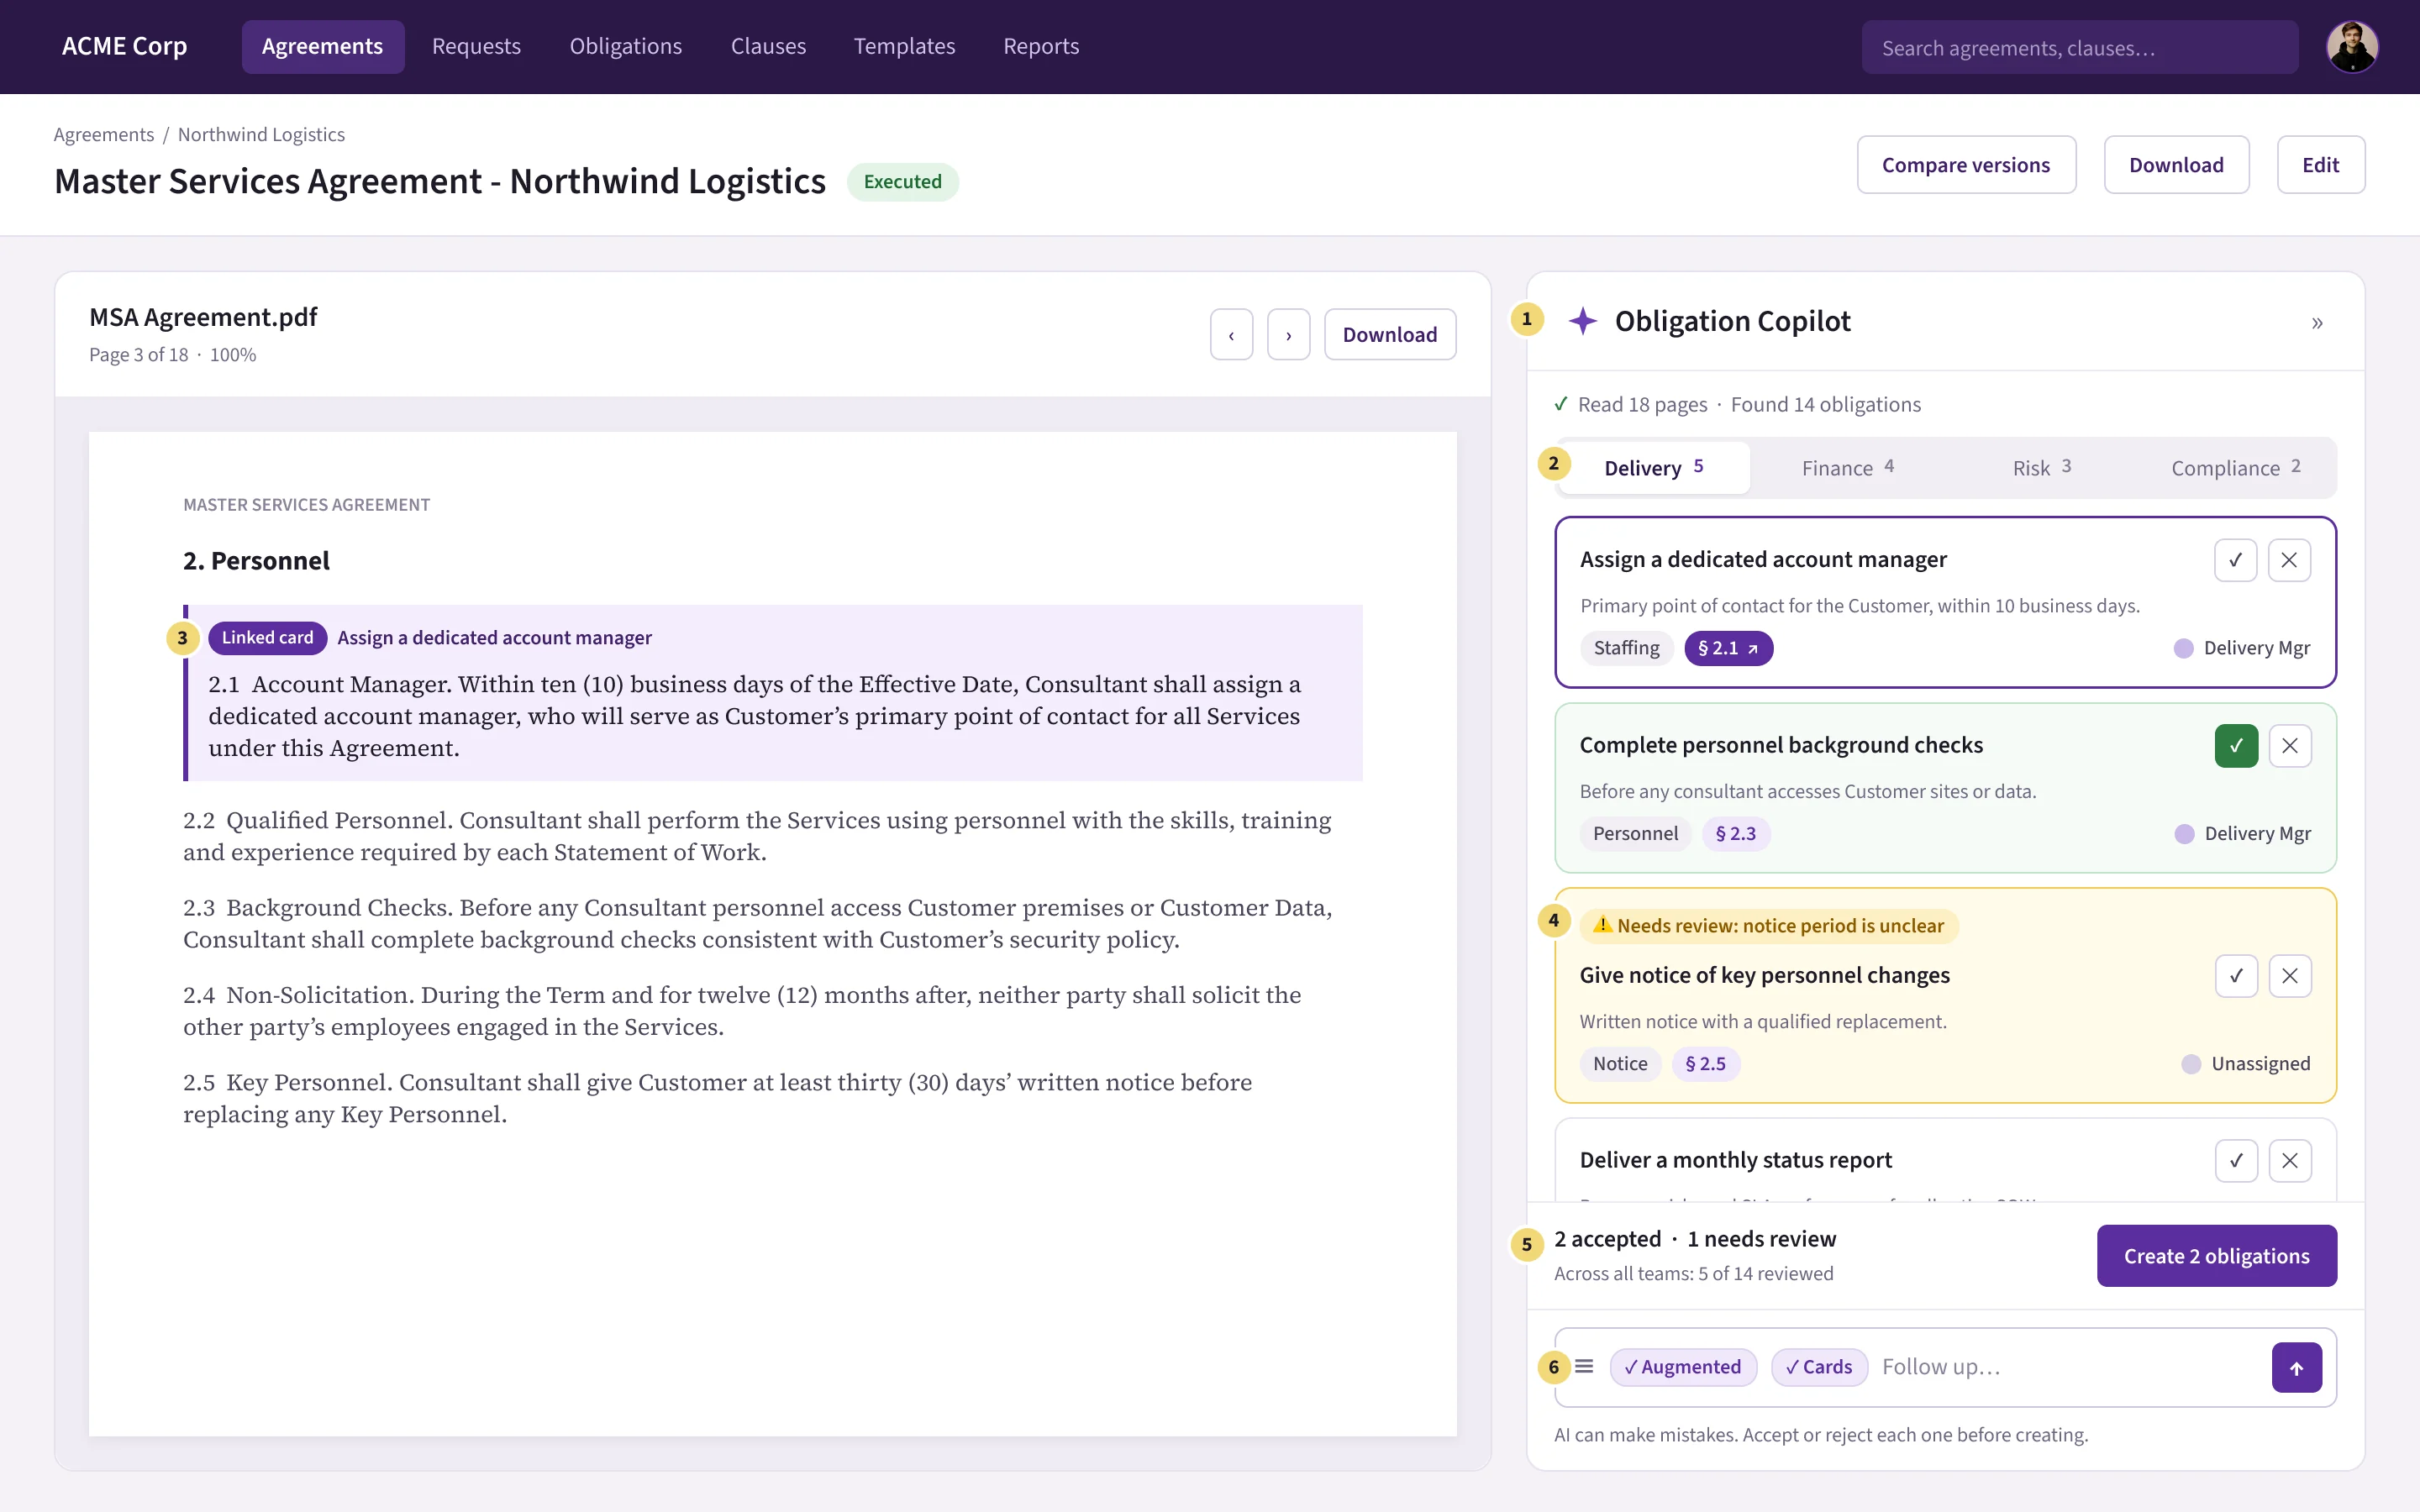 ACME Corp
Agreements
Requests
Obligations
Clauses
Templates
Reports
Search agreements, clauses…
Agreements / Northwind Logistics
Master Services Agreement - Northwind Logistics
Executed
Compare versions
Download
Edit
MSA Agreement.pdf
Page 3 of 18 · 100%
‹
›
Download
MASTER SERVICES AGREEMENT
2. Personnel
3
Linked card
Assign a dedicated account manager
2.1 Account Manager. Within ten (10) business days of the Effective Date, Consultant shall assign a
dedicated account manager, who will serve as Customer’s primary point of contact for all Services
under this Agreement.
2.2 Qualified Personnel. Consultant shall perform the Services using personnel with the skills, training
and experience required by each Statement of Work.
2.3 Background Checks. Before any Consultant personnel access Customer premises or Customer Data,
Consultant shall complete background checks consistent with Customer’s security policy.
2.4 Non-Solicitation. During the Term and for twelve (12) months after, neither party shall solicit the
other party’s employees engaged in the Services.
2.5 Key Personnel. Consultant shall give Customer at least thirty (30) days’ written notice before
replacing any Key Personnel.
1
Obligation Copilot
»
✓ Read 18 pages · Found 14 obligations
2
Delivery 5
Finance 4
Risk 3
Compliance 2
Assign a dedicated account manager
Primary point of contact for the Customer, within 10 business days.
Staffing
§ 2.1 ↗
Delivery Mgr
Complete personnel background checks
Before any consultant accesses Customer sites or data.
Personnel
§ 2.3
Delivery Mgr
4
⚠ Needs review: notice period is unclear
Give notice of key personnel changes
Written notice with a qualified replacement.
Notice
§ 2.5
Unassigned
Deliver a monthly status report
5
2 accepted · 1 needs review
Across all teams: 5 of 14 reviewed
Create 2 obligations
6
✓ Augmented
✓ Cards
Follow up…
AI can make mistakes. Accept or reject each one before creating.